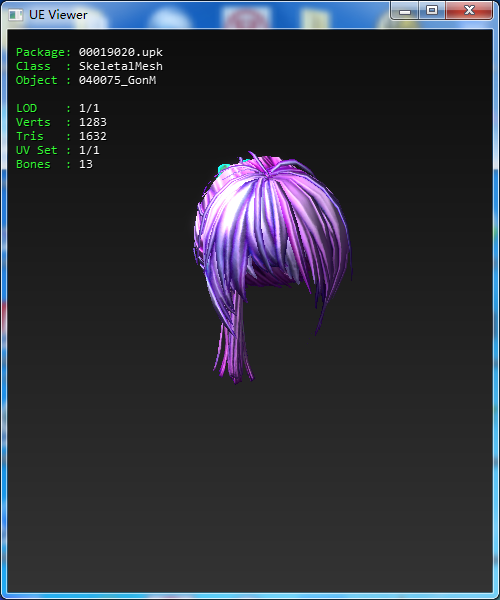 UE Viewer
Package: 00019020.upk
Class  : SkeletalMesh
Object : 040075_GonM
LOD    : 1/1
Verts  : 1283
Tris   : 1632
UV Set : 1/1
Bones  : 13